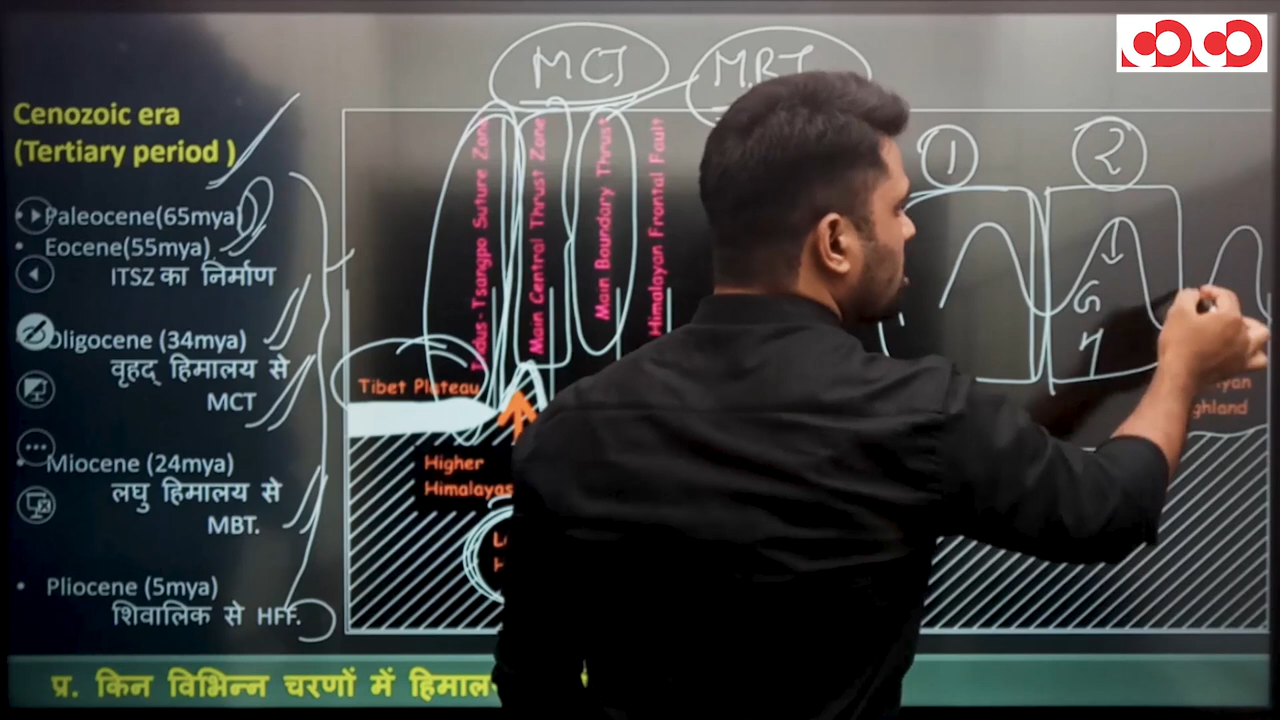 MCT
MBT
Cenozoic era
(Tertiary period )
Paleocene(65mya)
Eocene(55mya)
ITSZ का निर्माण
Oligocene (34mya)
वृहद् हिमालय से
MCT
Miocene (24mya)
लघु हिमालय से
MBT.
Pliocene (5mya)
शिवालिक से HFF.
Indus-Tsangpo Suture Zone
Main Central Thrust Zone
Main Boundary Thrust
Himalayan Frontal Fault
1
2
Tibet Plateau
Higher
Himalayas
प्र. किन विभिन्न चरणों में